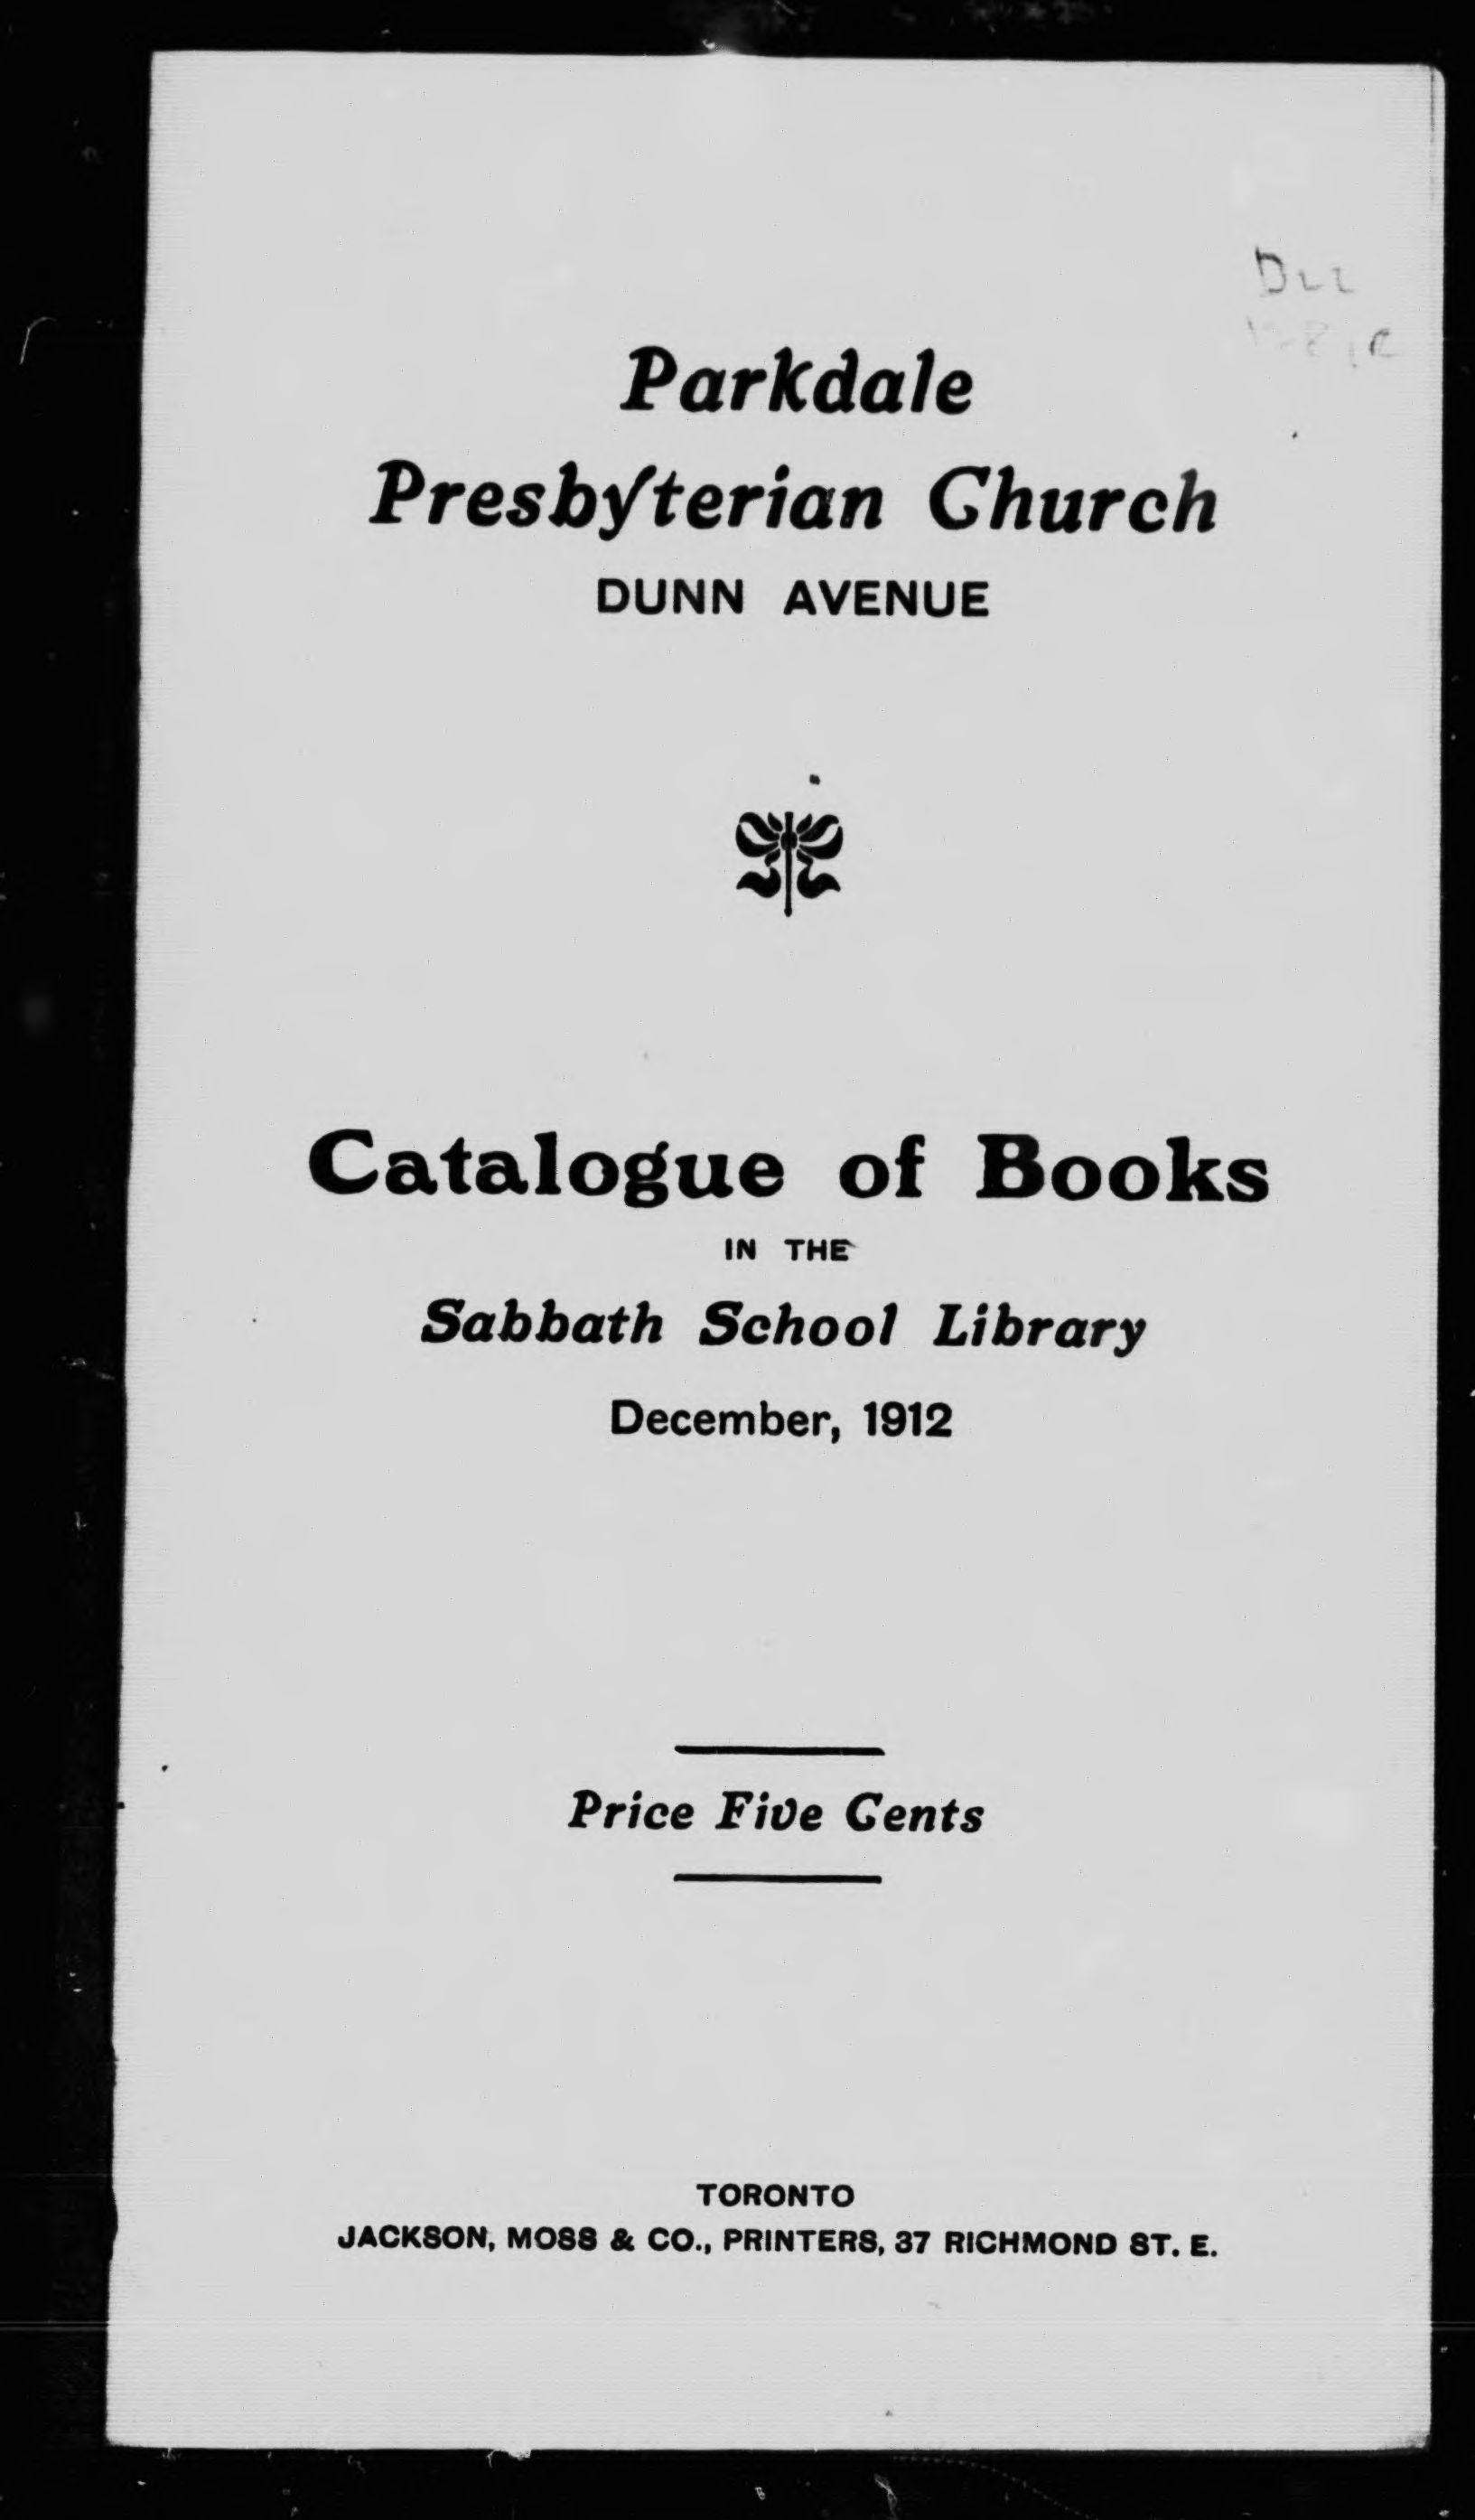 Parkdale
Presbyterian Church
DUNN AVENUE
Catalogue of Books
IN THE
Sabbath School Library
December, 1912
Price Five Cents
TORONTO
JACKSON, MOSS & CO., PRINTERS, 37 RICHMOND ST. E.